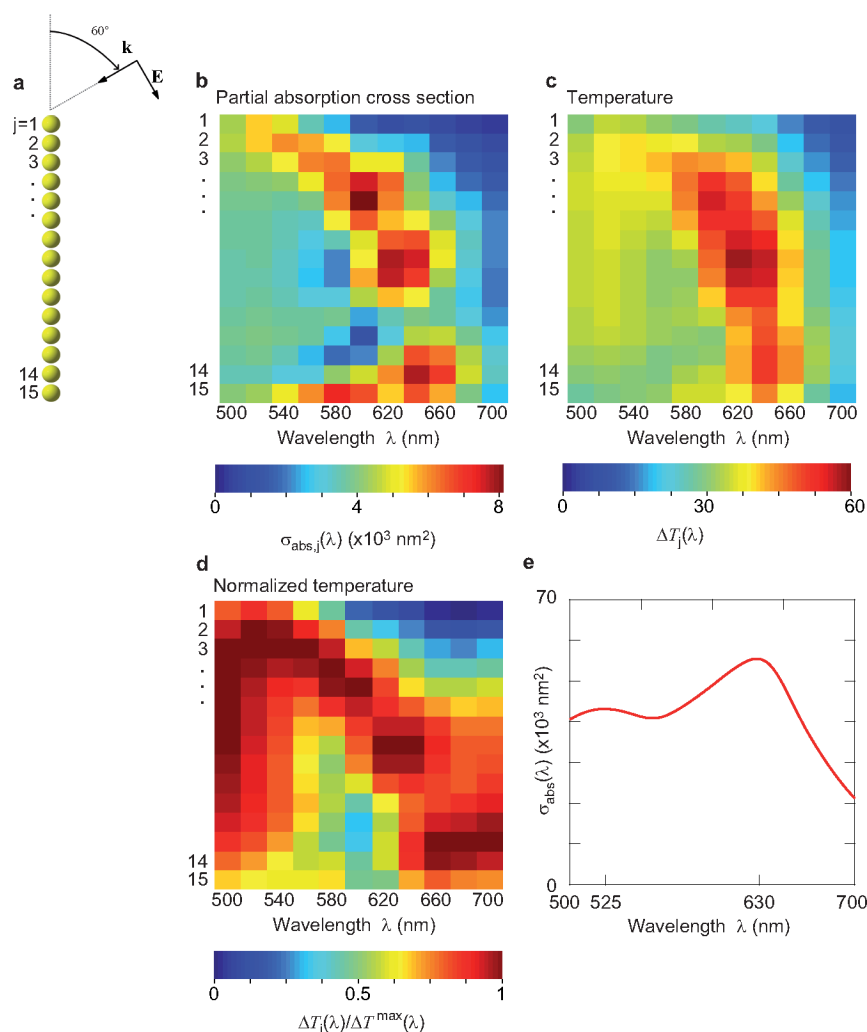 60°
k
E
a
j=1
2
3
.
.
.
14
15
b
Partial absorption cross section
1
2
3
.
.
.
14
15
500 540 580 620 660 700
Wavelength λ (nm)
0 4 8
σabs,j(λ) (x10³ nm²)
c
Temperature
1
2
3
.
.
.
14
15
500 540 580 620 660 700
Wavelength λ (nm)
0 30 60
ΔTj(λ)
d
Normalized temperature
1
2
3
.
.
.
14
15
500 540 580 620 660 700
Wavelength λ (nm)
0 0.5 1
ΔTj(λ)/ΔTmax(λ)
e
70
σabs(λ) (x10³ nm²)
0
500 525 630 700
Wavelength λ (nm)